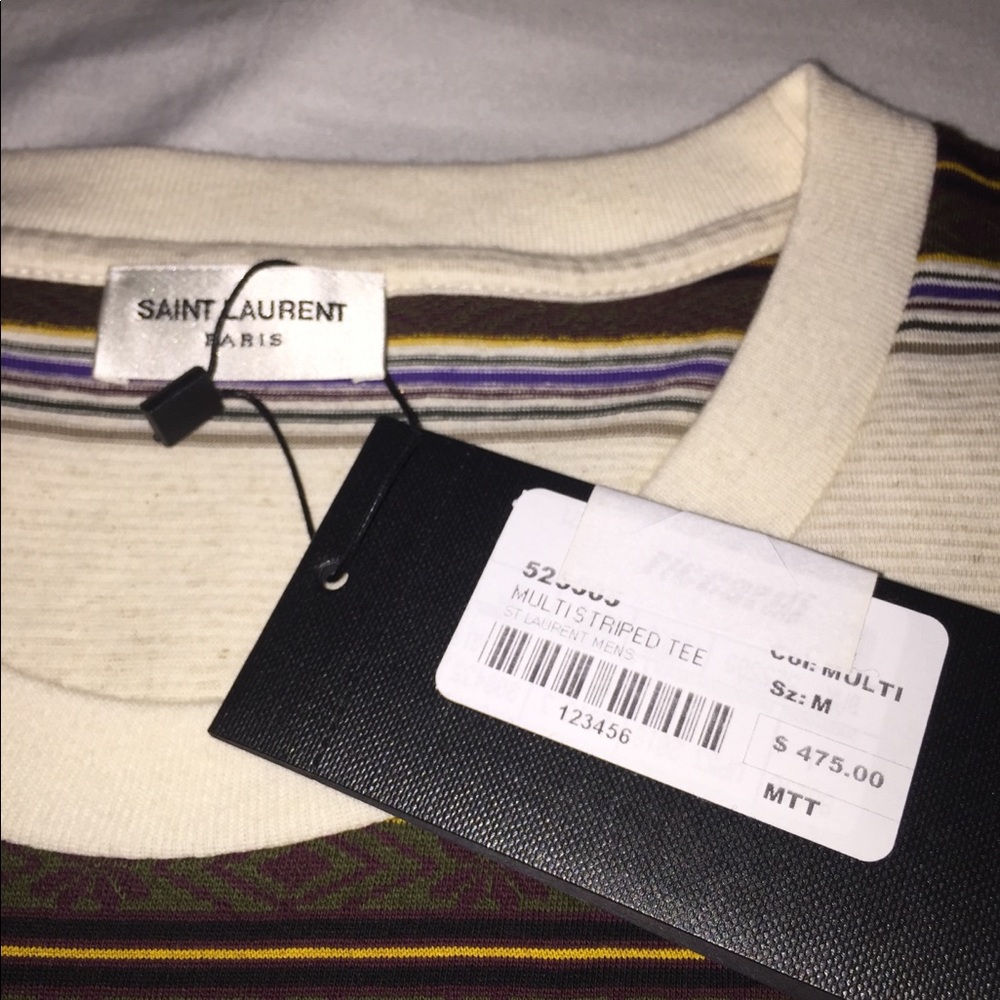 SAINT LAURENT
PARIS
MULTI STRIPED TEE
ST LAURENT MENS
123456
Col: MULTI
Sz: M
$ 475.00
MTT